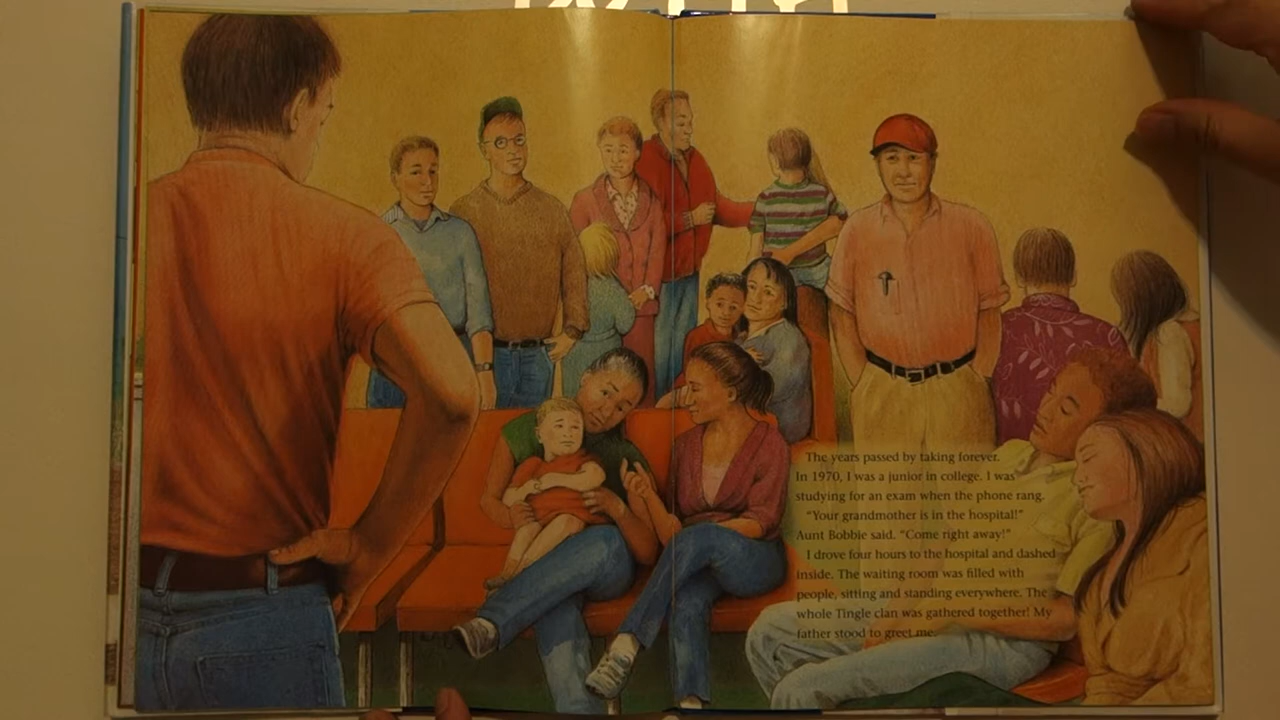 The years passed by taking forever.
In 1970, I was a junior in college. I was
studying for an exam when the phone rang.
"Your grandmother is in the hospital!"
Aunt Bobbie said. "Come right away!"
I drove four hours to the hospital and dashed
inside. The waiting room was filled with
people, sitting and standing everywhere. The
whole Tingle clan was gathered together! My
father stood to greet me.